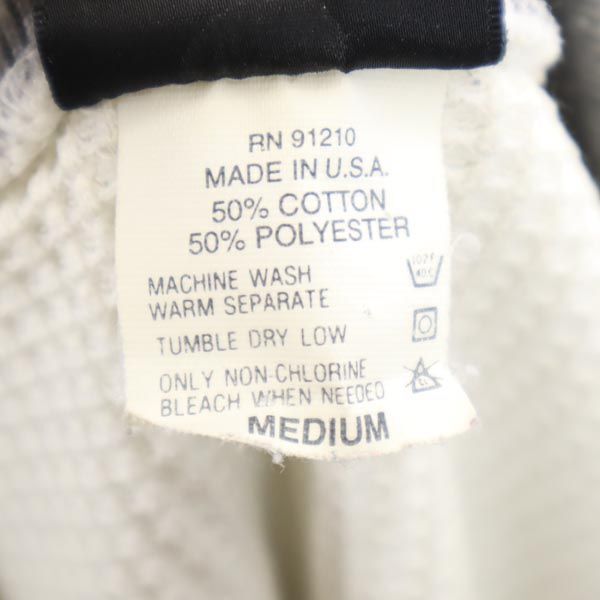 RN 91210
MADE IN U.S.A.
50% COTTON
50% POLYESTER
MACHINE WASH
WARM SEPARATE
TUMBLE DRY LOW
ONLY NON-CHLORINE
BLEACH WHEN NEEDED
MEDIUM